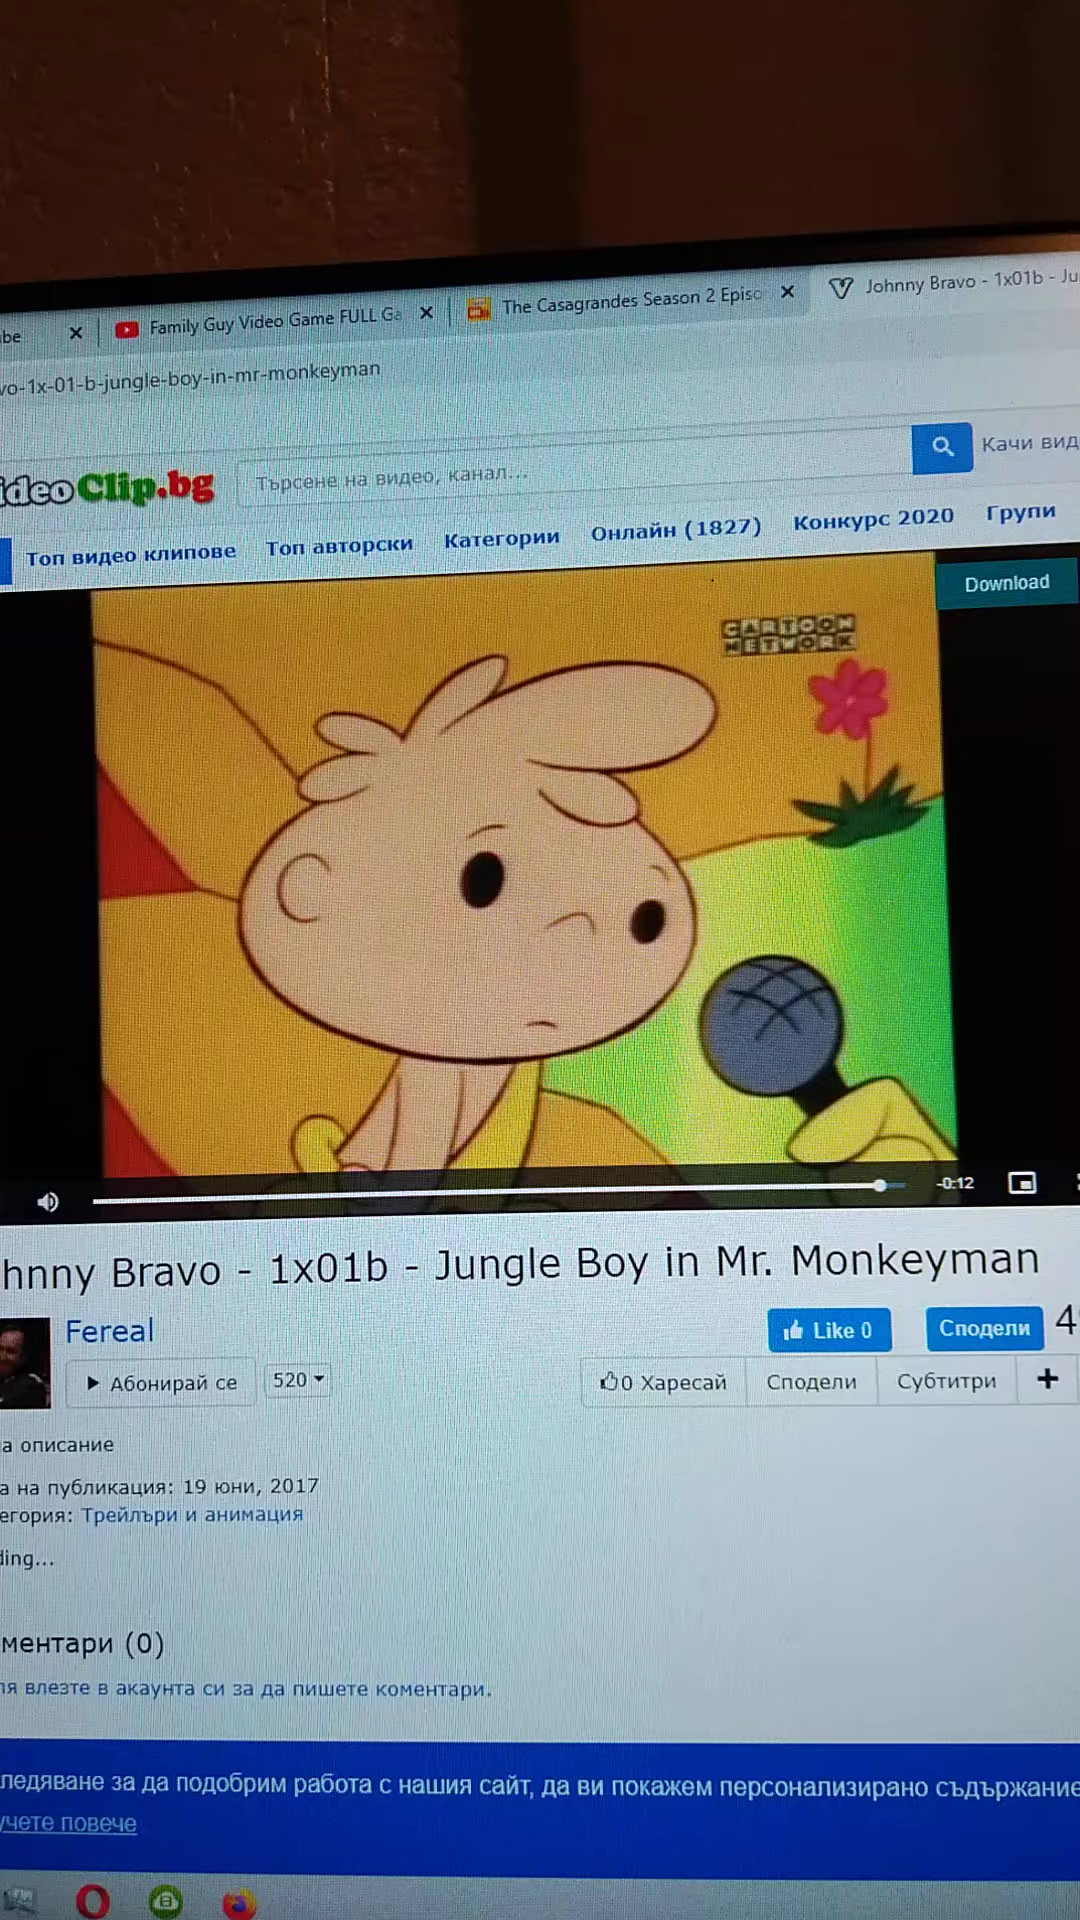 be
Family Guy Video Game FULL Ga
The Casagrandes Season 2 Episo
Johnny Bravo - 1x01b - Ju
vo-1x-01-b-jungle-boy-in-mr-monkeyman
ideoClip.bg
Търсене на видео, канал...
Качи вид
Топ видео клипове
Топ авторски
Категории
Онлайн (1827)
Конкурс 2020
Групи
Download
CARTOON
NETWORK
-0:12
hnny Bravo - 1x01b - Jungle Boy in Mr. Monkeyman
Fereal
Like 0
Сподели
4
Абонирай се
520
0 Харесай
Сподели
Субтитри
а описание
а на публикация: 19 юни, 2017
егория: Трейлъри и анимация
ding...
ментари (0)
ля влезте в акаунта си за да пишете коментари.
ледяване за да подобрим работа с нашия сайт, да ви покажем персонализирано съдържание
учете повече